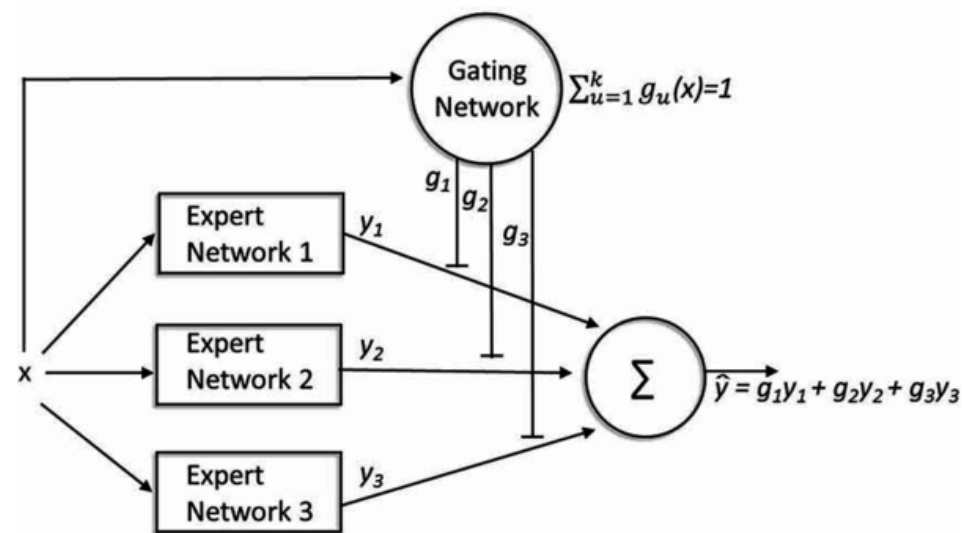 Gating
Network
∑ᵏᵤ₌₁ gᵤ(x)=1
g₁
g₂
g₃
Expert
Network 1
y₁
x
Expert
Network 2
y₂
Σ
ŷ = g₁y₁ + g₂y₂ + g₃y₃
Expert
Network 3
y₃